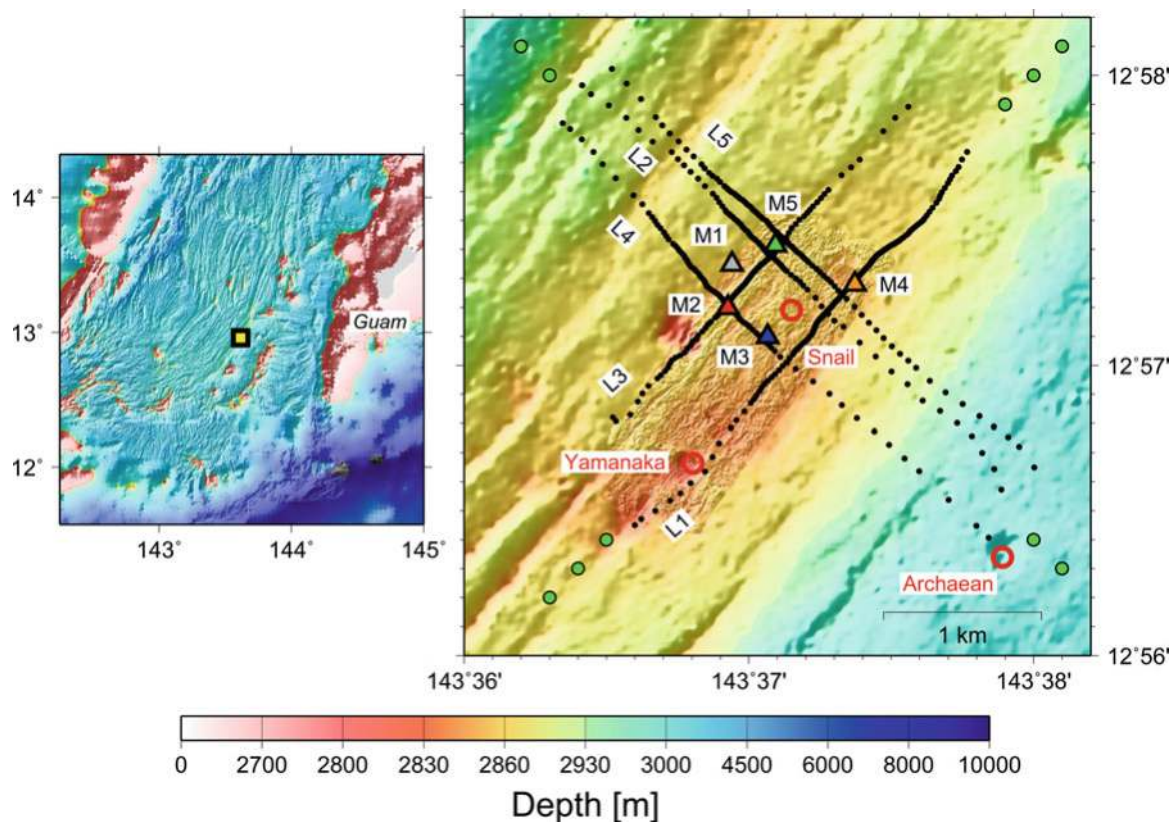 14˚
13˚
12˚
143˚
144˚
145˚
Guam
L5
L2
L4
M5
M1
M4
M2
M3
Snail
L3
Yamanaka
L1
Archaean
1 km
12˚58'
12˚57'
12˚56'
143˚36'
143˚37'
143˚38'
0 2700 2800 2830 2860 2930 3000 4500 6000 8000 10000
Depth [m]